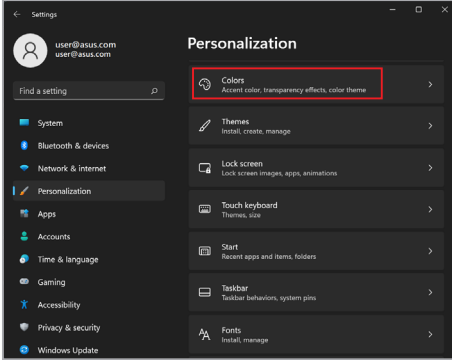 Settings
user@asus.com
user@asus.com
Find a setting
System
Bluetooth & devices
Network & internet
Personalization
Apps
Accounts
Time & language
Gaming
Accessibility
Privacy & security
Windows Update
Personalization
Colors
Accent color, transparency effects, color theme
Themes
Install, create, manage
Lock screen
Lock screen images, apps, animations
Touch keyboard
Themes, size
Start
Recent apps and items, folders
Taskbar
Taskbar behaviors, system pins
Fonts
Install, manage